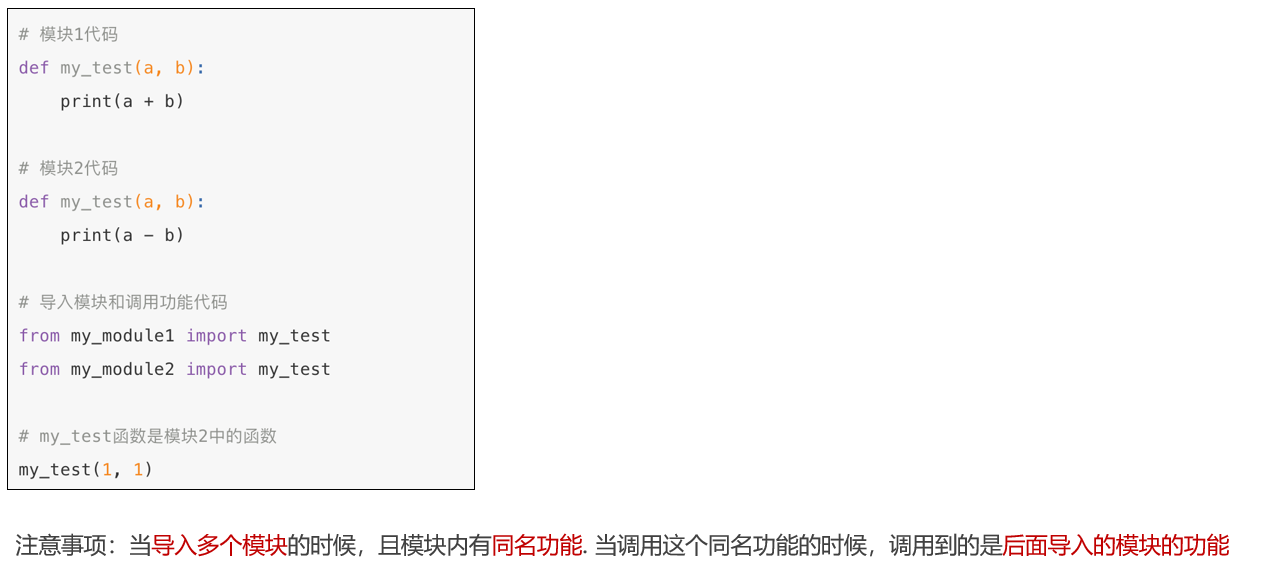 # 模块1代码
def my_test(a, b):
    print(a + b)
# 模块2代码
def my_test(a, b):
    print(a − b)
# 导入模块和调用功能代码
from my_module1 import my_test
from my_module2 import my_test
# my_test函数是模块2中的函数
my_test(1, 1)
注意事项：当导入多个模块的时候，且模块内有同名功能. 当调用这个同名功能的时候，调用到的是后面导入的模块的功能